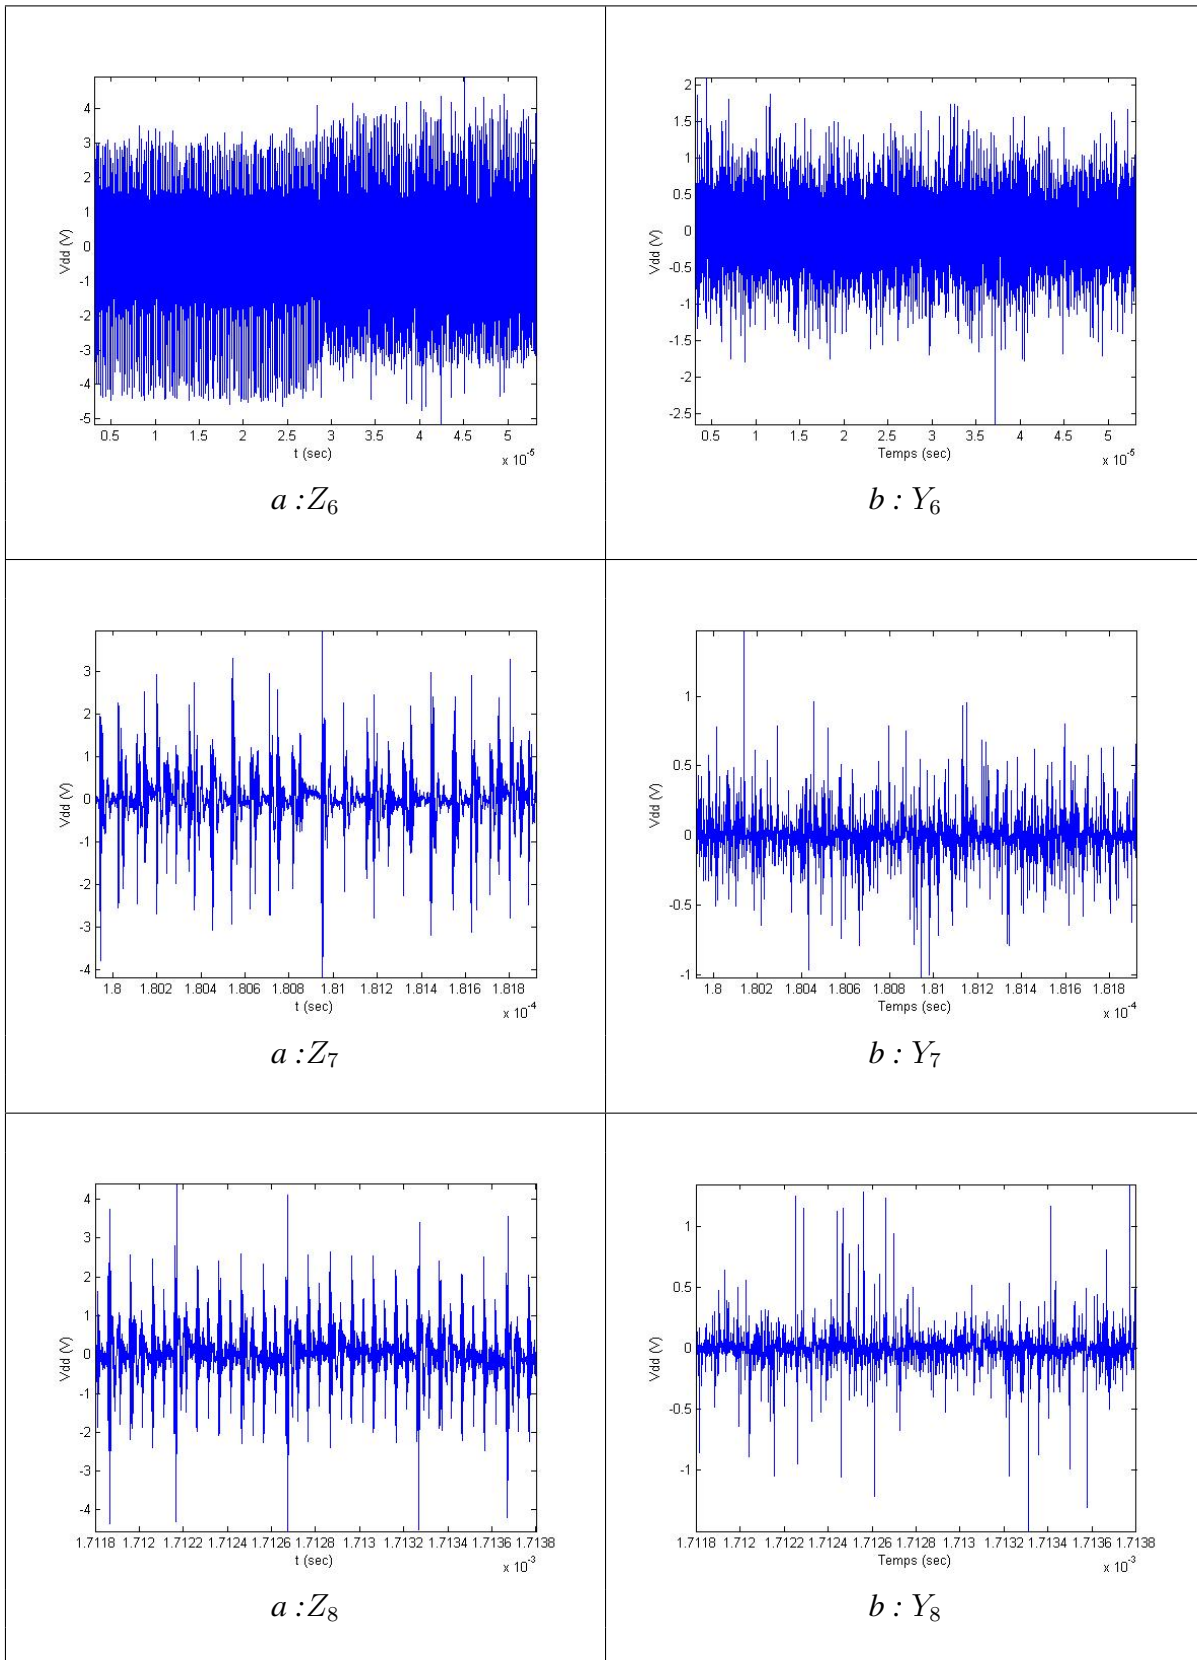 4
3
2
1
0
-1
-2
-3
-4
-5
Vdd (V)
0.5 1 1.5 2 2.5 3 3.5 4 4.5 5
t (sec)
x 10⁻⁵
a : Z₆
2
1.5
1
0.5
0
-0.5
-1
-1.5
-2
-2.5
Vdd (V)
0.5 1 1.5 2 2.5 3 3.5 4 4.5 5
Temps (sec)
x 10⁻⁵
b : Y₆
3
2
1
0
-1
-2
-3
-4
Vdd (V)
1.8 1.802 1.804 1.806 1.808 1.81 1.812 1.814 1.816 1.818
t (sec)
x 10⁻⁴
a : Z₇
1
0.5
0
-0.5
-1
Vdd (V)
1.8 1.802 1.804 1.806 1.808 1.81 1.812 1.814 1.816 1.818
Temps (sec)
x 10⁻⁴
b : Y₇
4
3
2
1
0
-1
-2
-3
-4
Vdd (V)
1.7118 1.712 1.7122 1.7124 1.7126 1.7128 1.713 1.7132 1.7134 1.7136 1.7138
t (sec)
x 10⁻³
a : Z₈
1
0.5
0
-0.5
-1
Vdd (V)
1.7118 1.712 1.7122 1.7124 1.7126 1.7128 1.713 1.7132 1.7134 1.7136 1.7138
Temps (sec)
x 10⁻³
b : Y₈